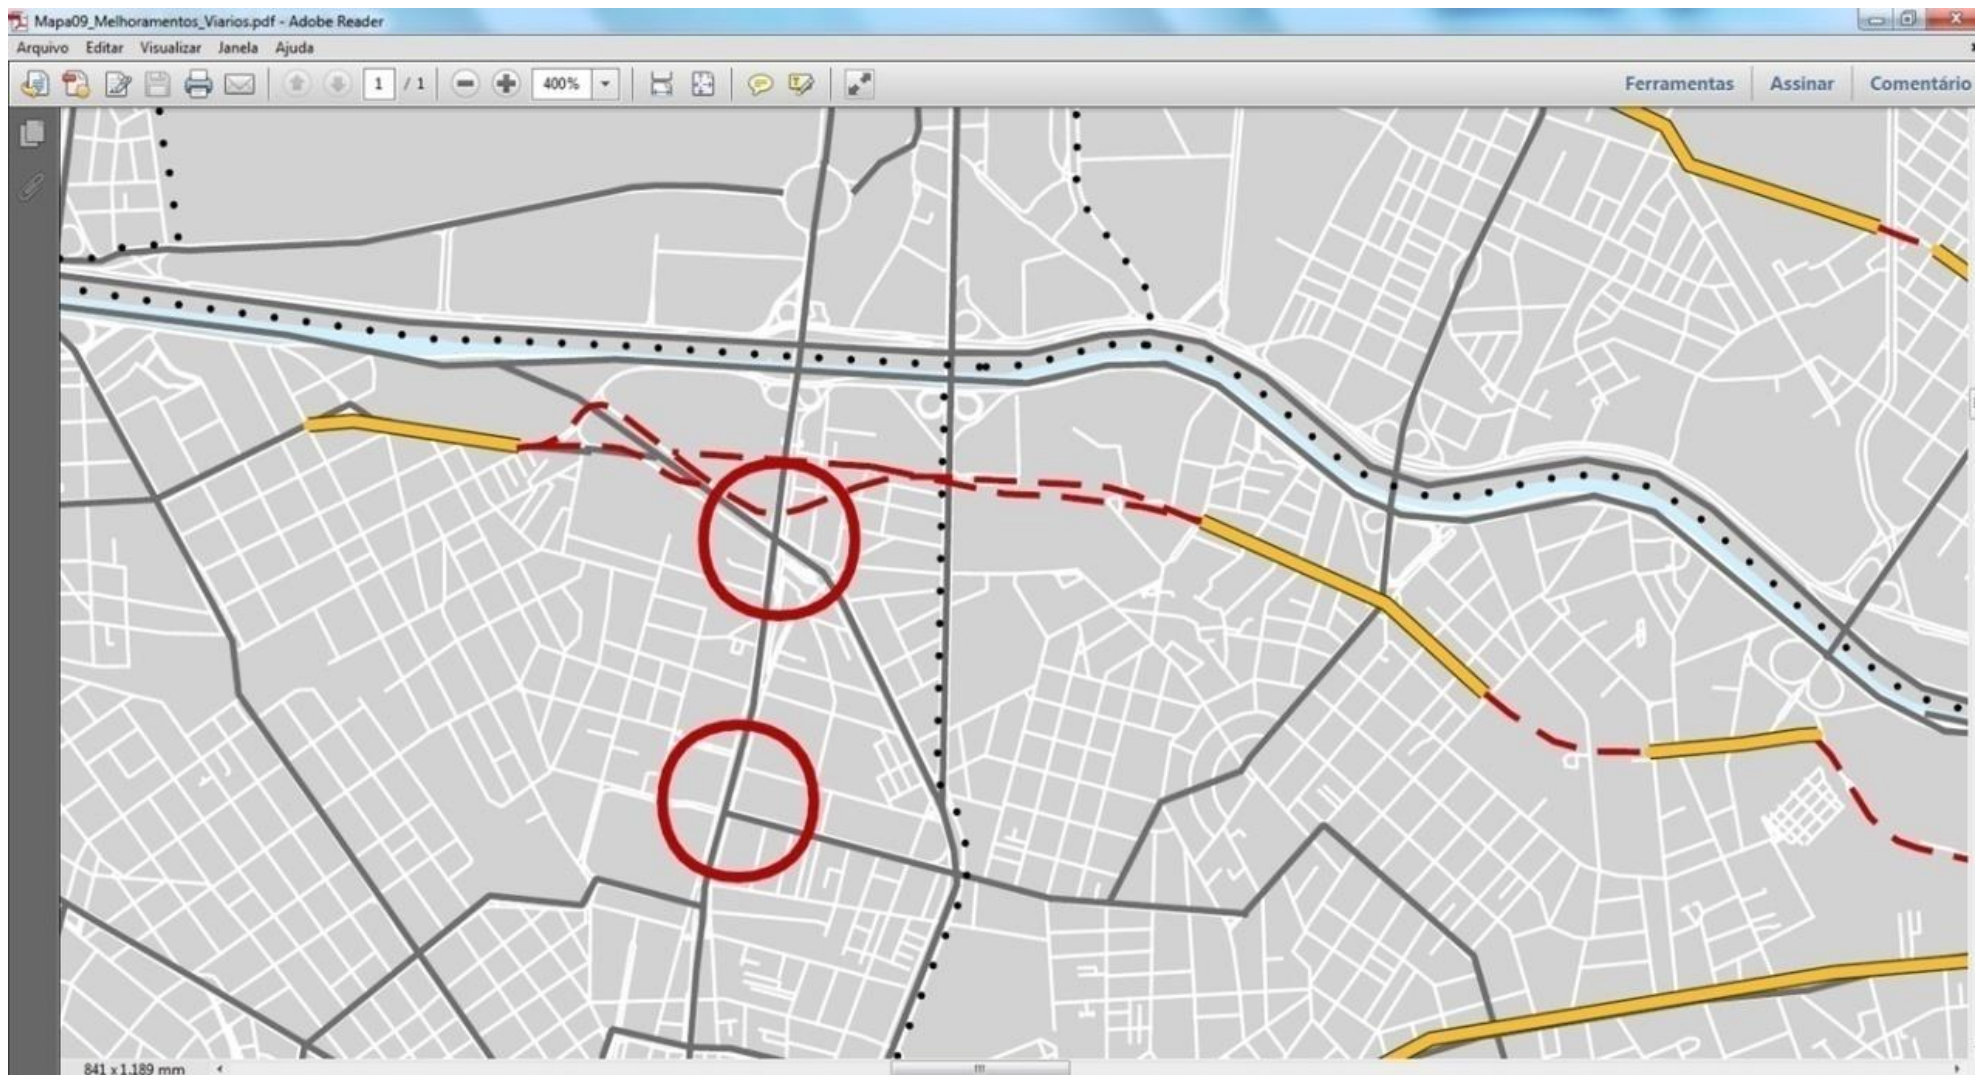 Mapa09_Melhoramentos_Viarios.pdf - Adobe Reader
Arquivo Editar Visualizar Janela Ajuda
1 / 1 400% Ferramentas Assinar Comentário
841 x 1.189 mm